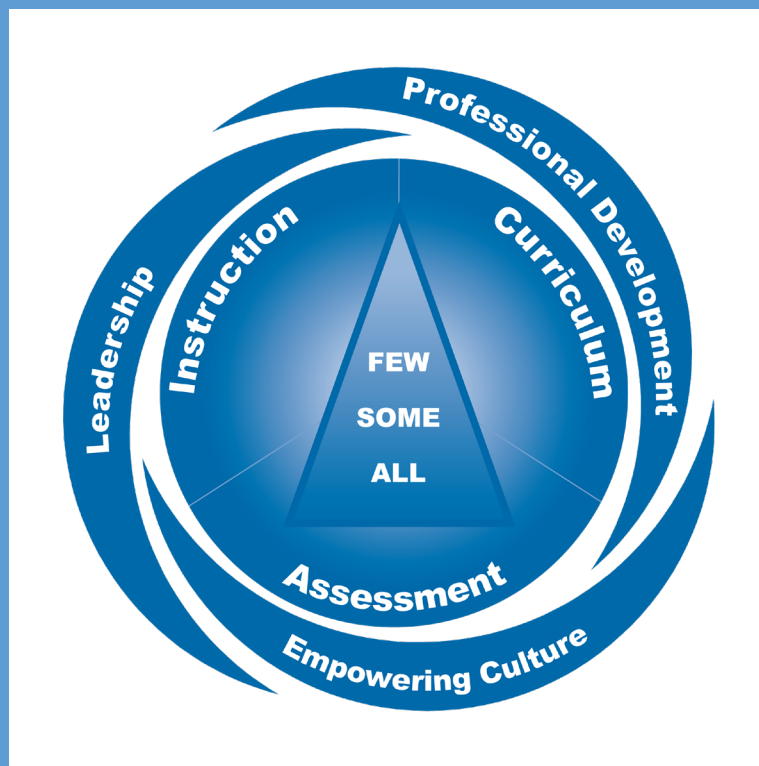 Professional Development
Leadership
Instruction
Curriculum
FEW
SOME
ALL
Assessment
Empowering Culture